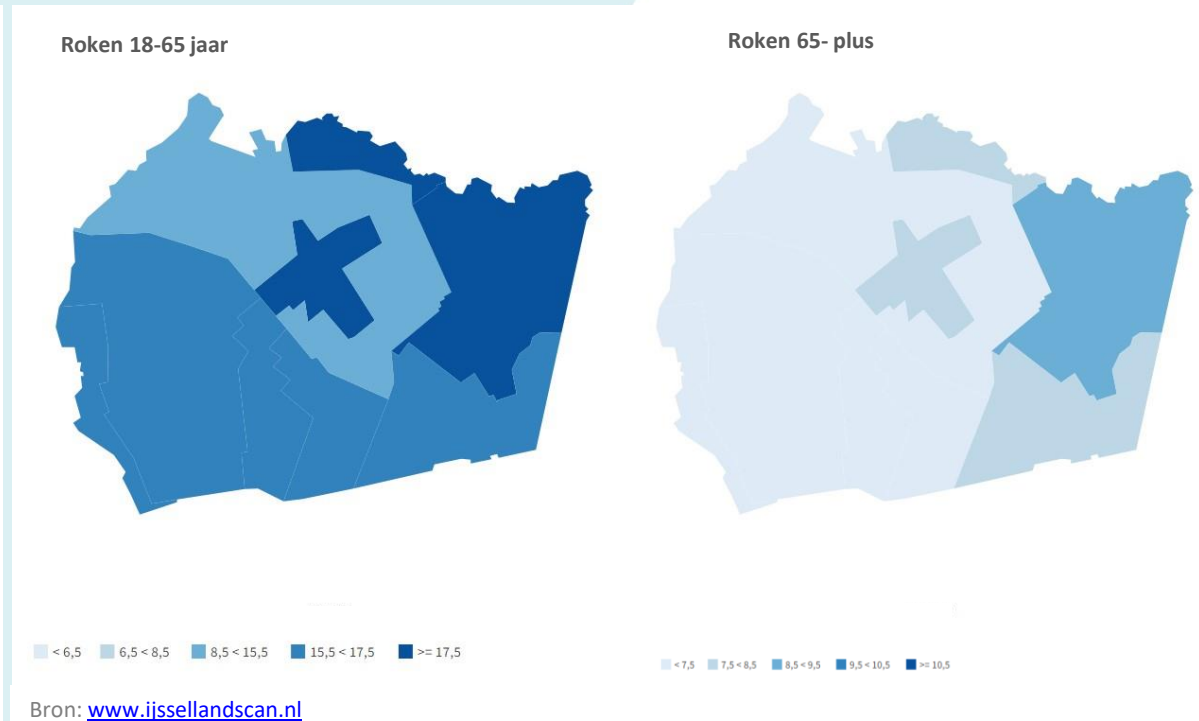 Roken 18-65 jaar
Roken 65- plus
< 6,5 6,5 < 8,5 8,5 < 15,5 15,5 < 17,5 >= 17,5
< 7,5 7,5 < 8,5 8,5 < 9,5 9,5 < 10,5 >= 10,5
Bron: www.ijssellandscan.nl